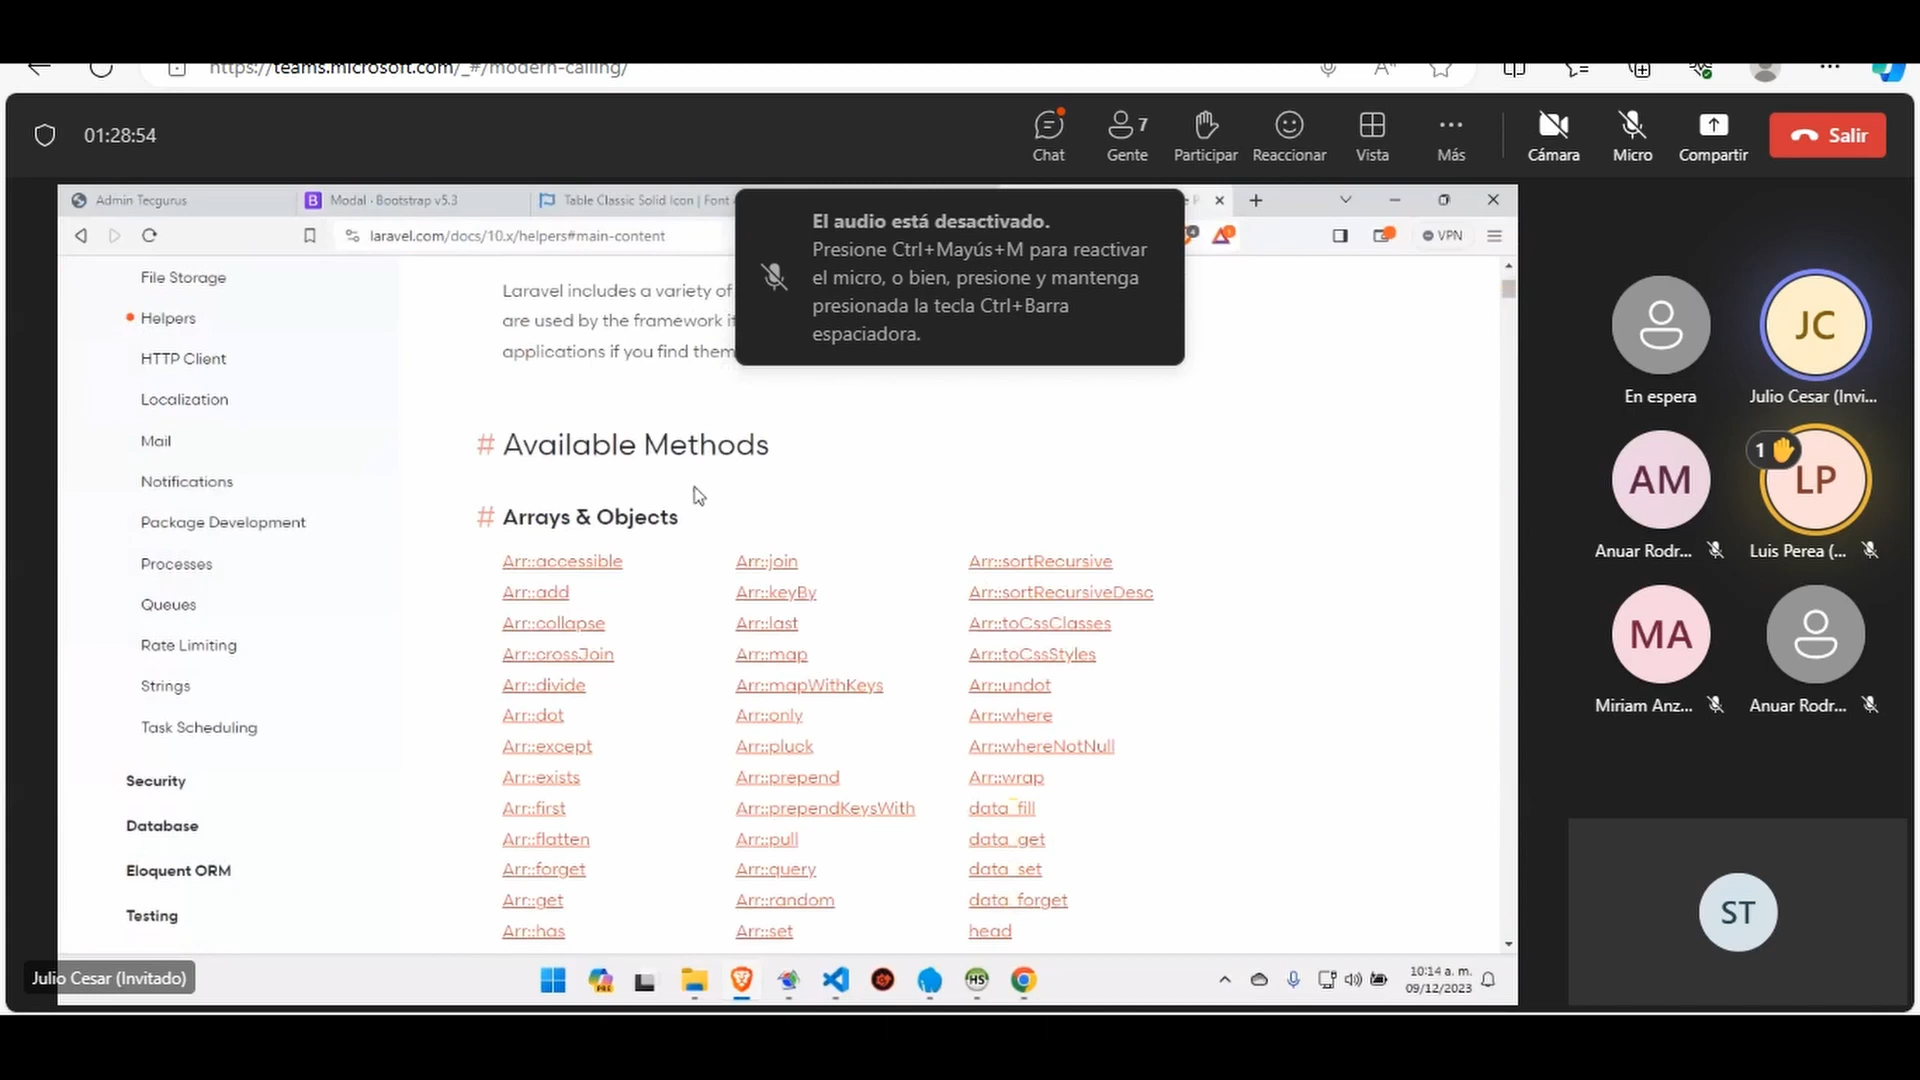 https://teams.microsoft.com/_#/modern-calling/
01:28:54
Chat
7
Gente
Participar
Reaccionar
Vista
Más
Cámara
Micro
Compartir
Salir
Admin Tecgurus
B Modal · Bootstrap v5.3
Table Classic Solid Icon | Font
laravel.com/docs/10.x/helpers#main-content
VPN
El audio está desactivado.
Presione Ctrl+Mayús+M para reactivar
el micro, o bien, presione y mantenga
presionada la tecla Ctrl+Barra
espaciadora.
File Storage
Helpers
HTTP Client
Localization
Mail
Notifications
Package Development
Processes
Queues
Rate Limiting
Strings
Task Scheduling
Security
Database
Eloquent ORM
Testing
Laravel includes a variety of
are used by the framework it
applications if you find them
# Available Methods
# Arrays & Objects
Arr::accessible
Arr::add
Arr::collapse
Arr::crossJoin
Arr::divide
Arr::dot
Arr::except
Arr::exists
Arr::first
Arr::flatten
Arr::forget
Arr::get
Arr::has
Arr::join
Arr::keyBy
Arr::last
Arr::map
Arr::mapWithKeys
Arr::only
Arr::pluck
Arr::prepend
Arr::prependKeysWith
Arr::pull
Arr::query
Arr::random
Arr::set
Arr::sortRecursive
Arr::sortRecursiveDesc
Arr::toCssClasses
Arr::toCssStyles
Arr::undot
Arr::where
Arr::whereNotNull
Arr::wrap
data_fill
data_get
data_set
data_forget
head
En espera
JC
Julio Cesar (Invi...
AM
Anuar Rodr...
1
LP
Luis Perea (...
MA
Miriam Anz...
Anuar Rodr...
ST
Julio Cesar (Invitado)
PRE
HS
10:14 a. m.
09/12/2023